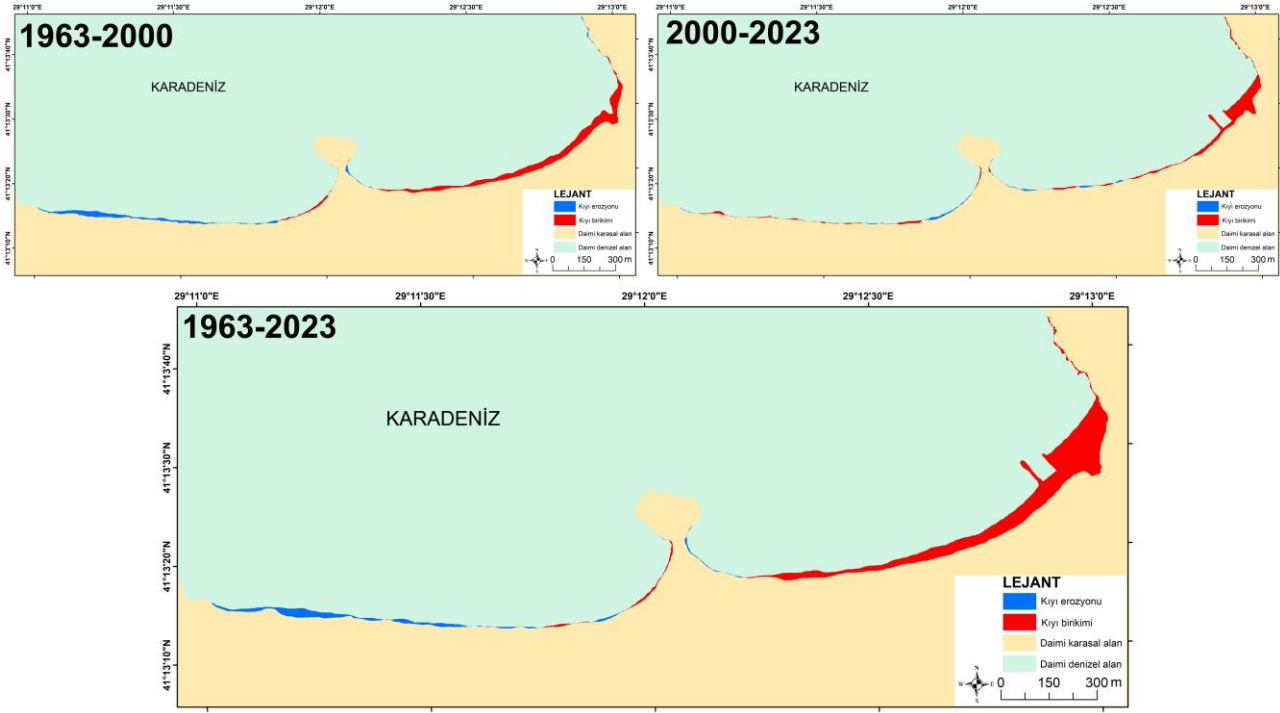 29°11'0"E 29°11'30"E 29°12'0"E 29°12'30"E 29°13'0"E
1963-2000
KARADENİZ
41°13'40"N
41°13'30"N
41°13'20"N
41°13'10"N
LEJANT
Kıyı erozyonu
Kıyı birikimi
Daimi karasal alan
Daimi denizel alan
N
W E
S
0 150 300 m
29°11'0"E 29°11'30"E 29°12'0"E 29°12'30"E 29°13'0"E
2000-2023
KARADENİZ
41°13'40"N
41°13'30"N
41°13'20"N
41°13'10"N
LEJANT
Kıyı erozyonu
Kıyı birikimi
Daimi karasal alan
Daimi denizel alan
N
W E
S
0 150 300 m
29°11'0"E 29°11'30"E 29°12'0"E 29°12'30"E 29°13'0"E
1963-2023
KARADENİZ
41°13'40"N
41°13'30"N
41°13'20"N
41°13'10"N
LEJANT
Kıyı erozyonu
Kıyı birikimi
Daimi karasal alan
Daimi denizel alan
N
W E
S
0 150 300 m